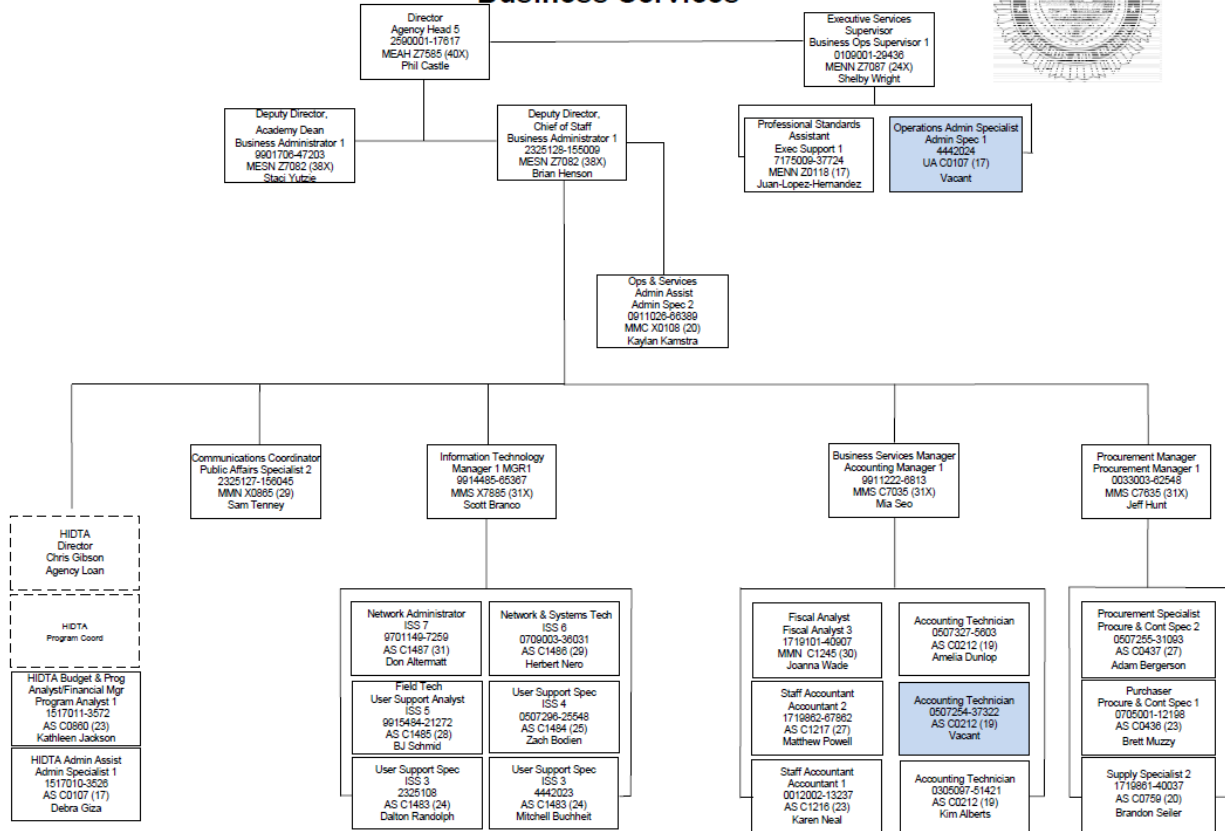 Business Services
Director
Agency Head 5
2590001-17617
MEAH Z7585 (40X)
Phil Castle
Executive Services
Supervisor
Business Ops Supervisor 1
0109001-29436
MENN Z7087 (24X)
Shelby Wright
Deputy Director,
Academy Dean
Business Administrator 1
9901706-47203
MESN Z7082 (38X)
Staci Yutzie
Deputy Director,
Chief of Staff
Business Administrator 1
2325128-155009
MESN Z7082 (38X)
Brian Henson
Professional Standards
Assistant
Exec Support 1
7175009-37724
MENN Z0118 (17)
Juan-Lopez-Hernandez
Operations Admin Specialist
Admin Spec 1
4442024
UA C0107 (17)
Vacant
Ops & Services
Admin Assist
Admin Spec 2
0911026-66389
MMC X0108 (20)
Kaylan Kamstra
Communications Coordinator
Public Affairs Specialist 2
2325127-156045
MMN X0865 (29)
Sam Tenney
Information Technology
Manager 1 MGR1
9914485-65367
MMS X7885 (31X)
Scott Branco
Business Services Manager
Accounting Manager 1
9911222-6813
MMS C7035 (31X)
Mia Seo
Procurement Manager
Procurement Manager 1
0033003-62548
MMS C7635 (31X)
Jeff Hunt
HIDTA
Director
Chris Gibson
Agency Loan
HIDTA
Program Coord
HIDTA Budget & Prog
Analyst/Financial Mgr
Program Analyst 1
1517011-3572
AS C0860 (23)
Kathleen Jackson
HIDTA Admin Assist
Admin Specialist 1
1517010-3526
AS C0107 (17)
Debra Giza
Network Administrator
ISS 7
9701149-7259
AS C1487 (31)
Don Altermatt
Network & Systems Tech
ISS 6
0709003-36031
AS C1486 (29)
Herbert Nero
Field Tech
User Support Analyst
ISS 5
9915484-21272
AS C1485 (28)
BJ Schmid
User Support Spec
ISS 4
0507296-25548
AS C1484 (25)
Zach Bodien
User Support Spec
ISS 3
2325108
AS C1483 (24)
Dalton Randolph
User Support Spec
ISS 3
4442023
AS C1483 (24)
Mitchell Buchheit
Fiscal Analyst
Fiscal Analyst 3
1719101-40907
MMN C1245 (30)
Joanna Wade
Accounting Technician
0507327-5603
AS C0212 (19)
Amelia Dunlop
Staff Accountant
Accountant 2
1719862-67862
AS C1217 (27)
Matthew Powell
Accounting Technician
0507254-37322
AS C0212 (19)
Vacant
Staff Accountant
Accountant 1
0012002-13237
AS C1216 (23)
Karen Neal
Accounting Technician
0305097-51421
AS C0212 (19)
Kim Alberts
Procurement Specialist
Procure & Cont Spec 2
0507255-31093
AS C0437 (27)
Adam Bergerson
Purchaser
Procure & Cont Spec 1
0705001-12198
AS C0436 (23)
Brett Muzzy
Supply Specialist 2
1719861-40037
AS C0759 (20)
Brandon Seiler